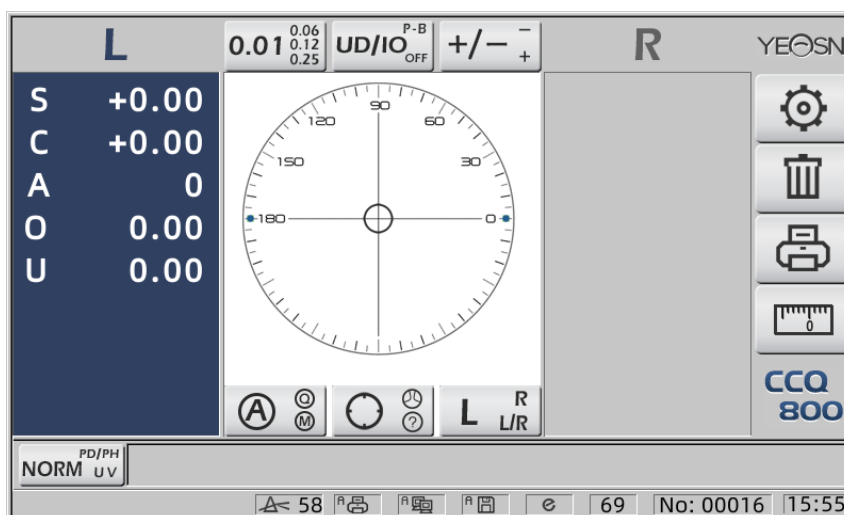 L
0.01 0.06 0.12 0.25
UD/IO P-B OFF
+/− − +
R
YEOSN
S +0.00
C +0.00
A 0
O 0.00
U 0.00
90
120 60
150 30
180 0
A Q M
?
L R L/R
0
CCQ
800
NORM PD/PH UV
58 A A A e 69 No: 00016 15:55